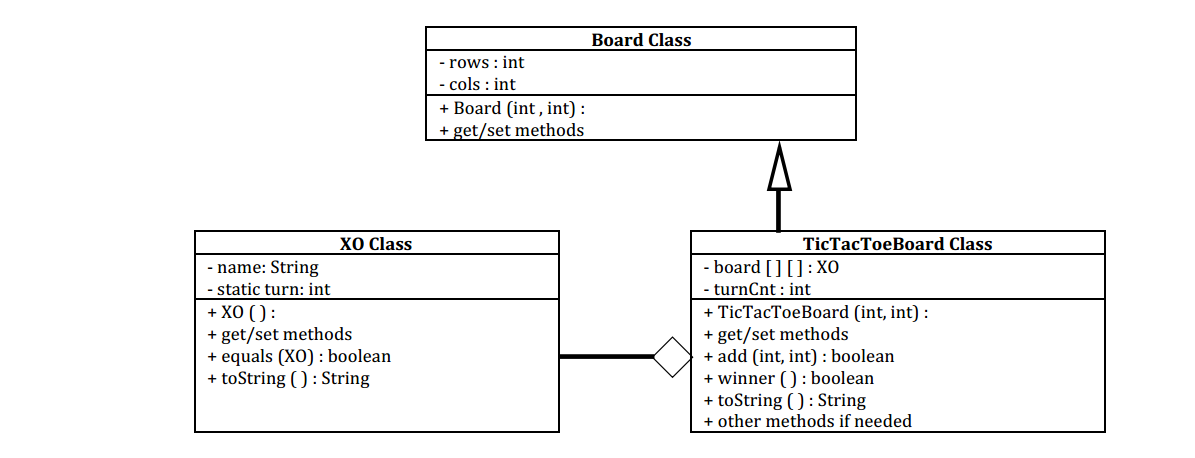 Board Class
- rows : int
- cols : int
+ Board (int , int) :
+ get/set methods
XO Class
- name: String
- static turn: int
+ XO ( ) :
+ get/set methods
+ equals (XO) : boolean
+ toString ( ) : String
TicTacToeBoard Class
- board [ ] [ ] : XO
- turnCnt : int
+ TicTacToeBoard (int, int) :
+ get/set methods
+ add (int, int) : boolean
+ winner ( ) : boolean
+ toString ( ) : String
+ other methods if needed